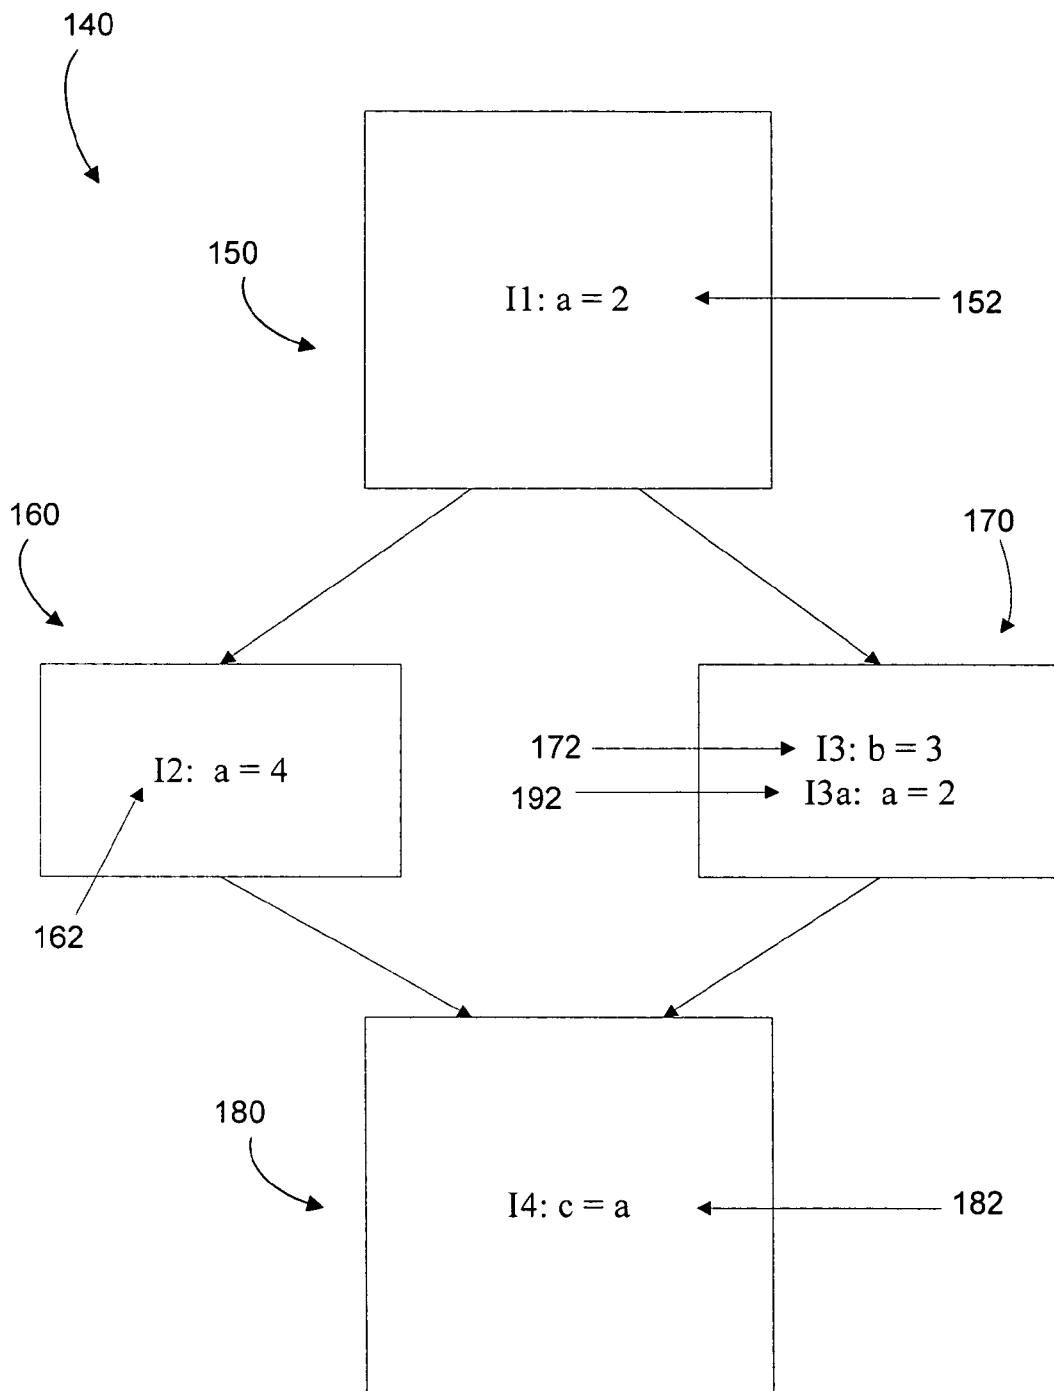 140
150
I1: a = 2
152
160
170
I2: a = 4
172
I3: b = 3
192
I3a: a = 2
162
180
I4: c = a
182